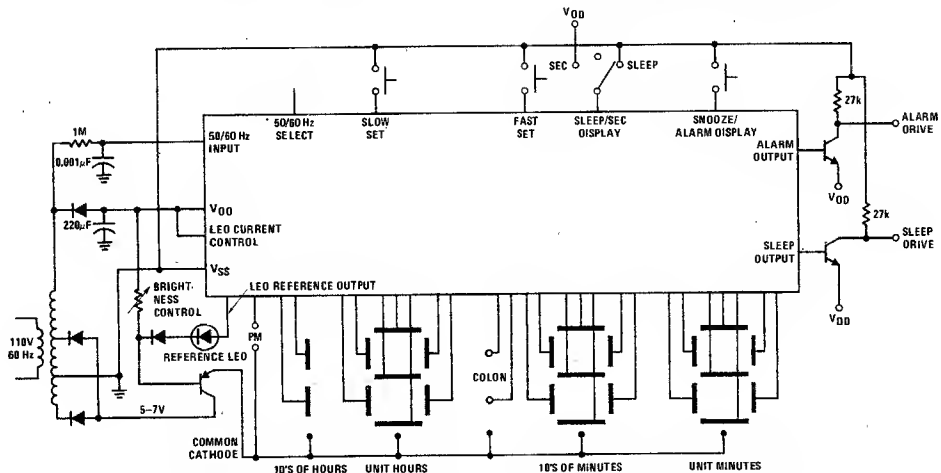 VDD
SEC
SLEEP
27k
ALARM
DRIVE
1M
50/60 Hz
INPUT
50/60 Hz
SELECT
SLOW
SET
FAST
SET
SLEEP/SEC
DISPLAY
SNOOZE/
ALARM DISPLAY
ALARM
OUTPUT
0.001µF
VDD
VDD
220µF
LED CURRENT
CONTROL
27k
SLEEP
DRIVE
SLEEP
OUTPUT
VSS
LED REFERENCE OUTPUT
BRIGHT-
NESS
CONTROL
VDD
110V
60 Hz
PM
REFERENCE LED
COLON
5-7V
COMMON
CATHODE
10'S OF HOURS
UNIT HOURS
10'S OF MINUTES
UNIT MINUTES